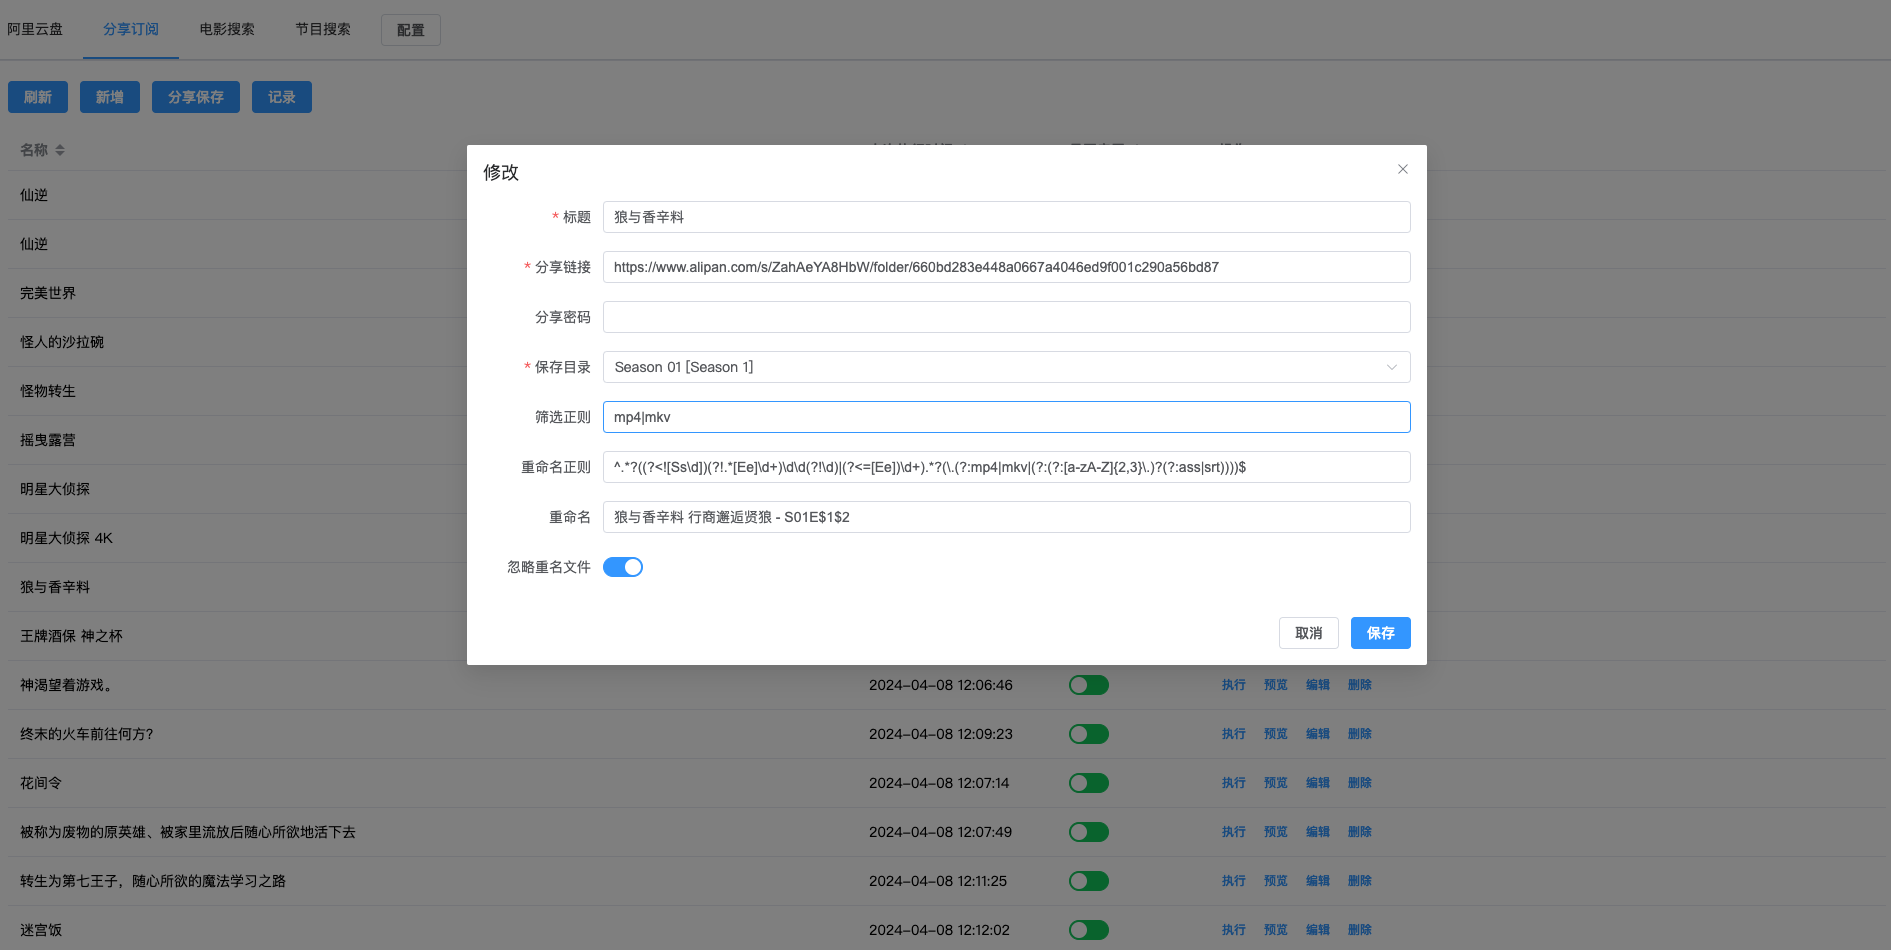 阿里云盘 分享订阅 电影搜索 节目搜索 配置
刷新 新增 分享保存 记录
名称
仙逆
仙逆
完美世界
怪人的沙拉碗
怪物转生
摇曳露营
明星大侦探
明星大侦探 4K
狼与香辛料
王牌酒保 神之杯
修改
* 标题 狼与香辛料
* 分享链接 https://www.alipan.com/s/ZahAeYA8HbW/folder/660bd283e448a0667a4046ed9f001c290a56bd87
分享密码
* 保存目录 Season 01 [Season 1]
筛选正则 mp4|mkv
重命名正则 ^.*?((?<![Ss\d])(?!.*[Ee]\d+)\d\d(?!\d)|(?<=[Ee])\d+).*?(\.(?:mp4|mkv|(?:(?:[a-zA-Z]{2,3}\.)?(?:ass|srt))))$
重命名 狼与香辛料 行商邂逅贤狼 - S01E$1$2
忽略重名文件
取消 保存
神渴望着游戏。 2024-04-08 12:06:46 执行 预览 编辑 删除
终末的火车前往何方? 2024-04-08 12:09:23 执行 预览 编辑 删除
花间令 2024-04-08 12:07:14 执行 预览 编辑 删除
被称为废物的原英雄、被家里流放后随心所欲地活下去 2024-04-08 12:07:49 执行 预览 编辑 删除
转生为第七王子，随心所欲的魔法学习之路 2024-04-08 12:11:25 执行 预览 编辑 删除
迷宫饭 2024-04-08 12:12:02 执行 预览 编辑 删除